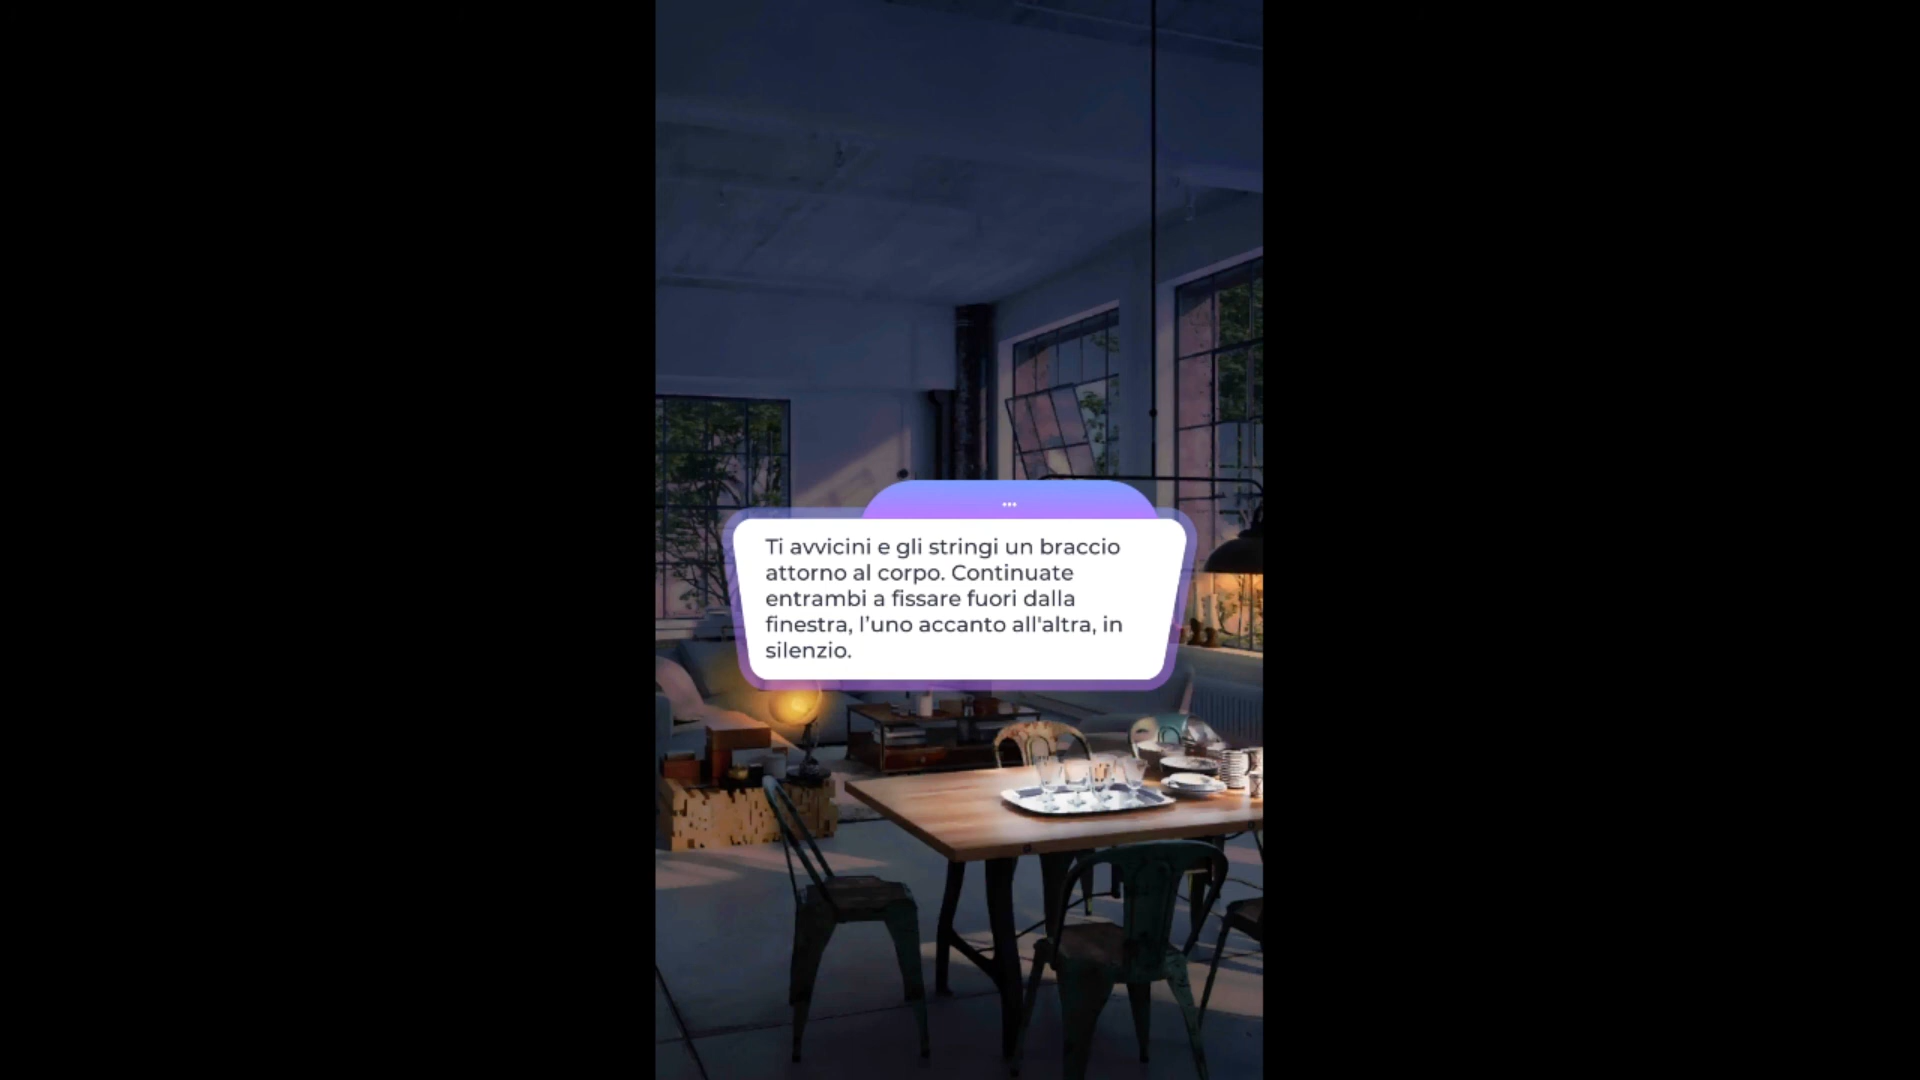 ...
Ti avvicini e gli stringi un braccio
attorno al corpo. Continuate
entrambi a fissare fuori dalla
finestra, l’uno accanto all'altra, in
silenzio.